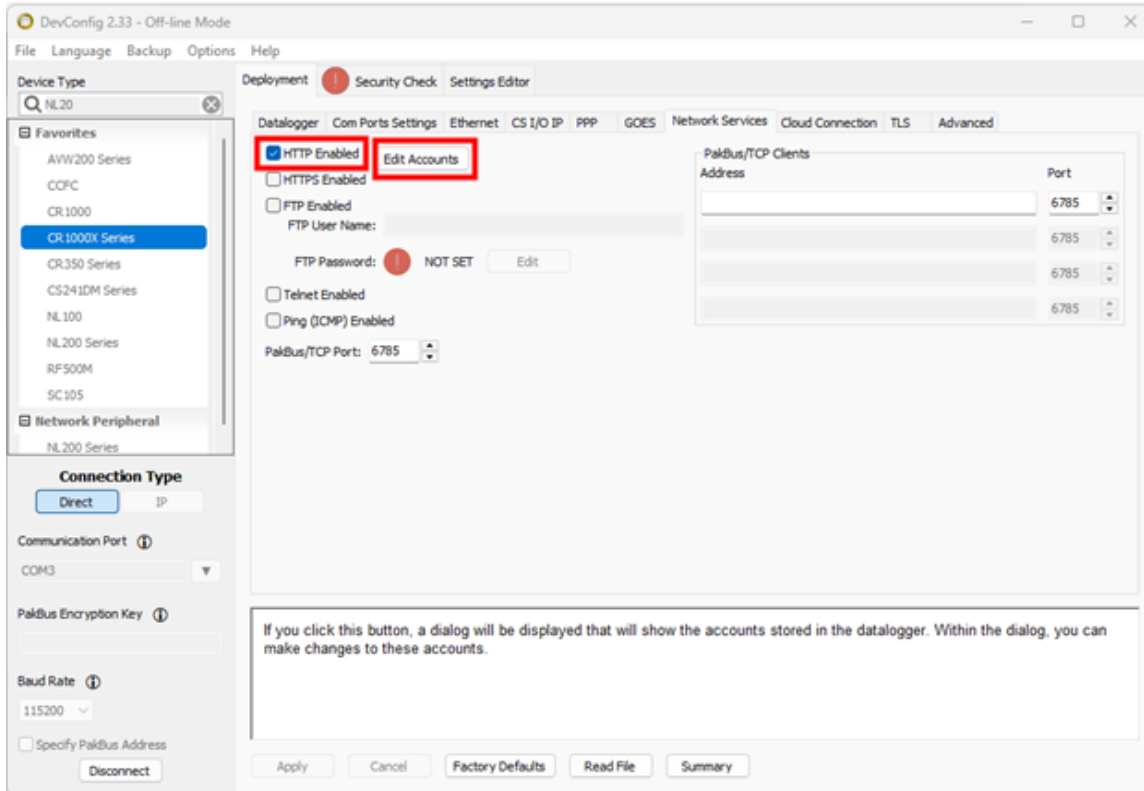 DevConfig 2.33 - Off-line Mode
File Language Backup Options Help
Device Type
NL20
Favorites
AVW200 Series
CCFC
CR1000
CR1000X Series
CR350 Series
CS241DM Series
NL100
NL200 Series
RF500M
SC105
Network Peripheral
NL200 Series
Connection Type
Direct IP
Communication Port
COM3
PakBus Encryption Key
Baud Rate
115200
Specify PakBus Address
Disconnect
Deployment ! Security Check Settings Editor
Datalogger Com Ports Settings Ethernet CS I/O IP PPP GOES Network Services Cloud Connection TLS Advanced
HTTP Enabled Edit Accounts
HTTPS Enabled
FTP Enabled
FTP User Name:
FTP Password: ! NOT SET Edit
Telnet Enabled
Ping (ICMP) Enabled
PakBus/TCP Port: 6785
PakBus/TCP Clients
Address Port
6785
6785
6785
6785
If you click this button, a dialog will be displayed that will show the accounts stored in the datalogger. Within the dialog, you can
make changes to these accounts.
Apply Cancel Factory Defaults Read File Summary